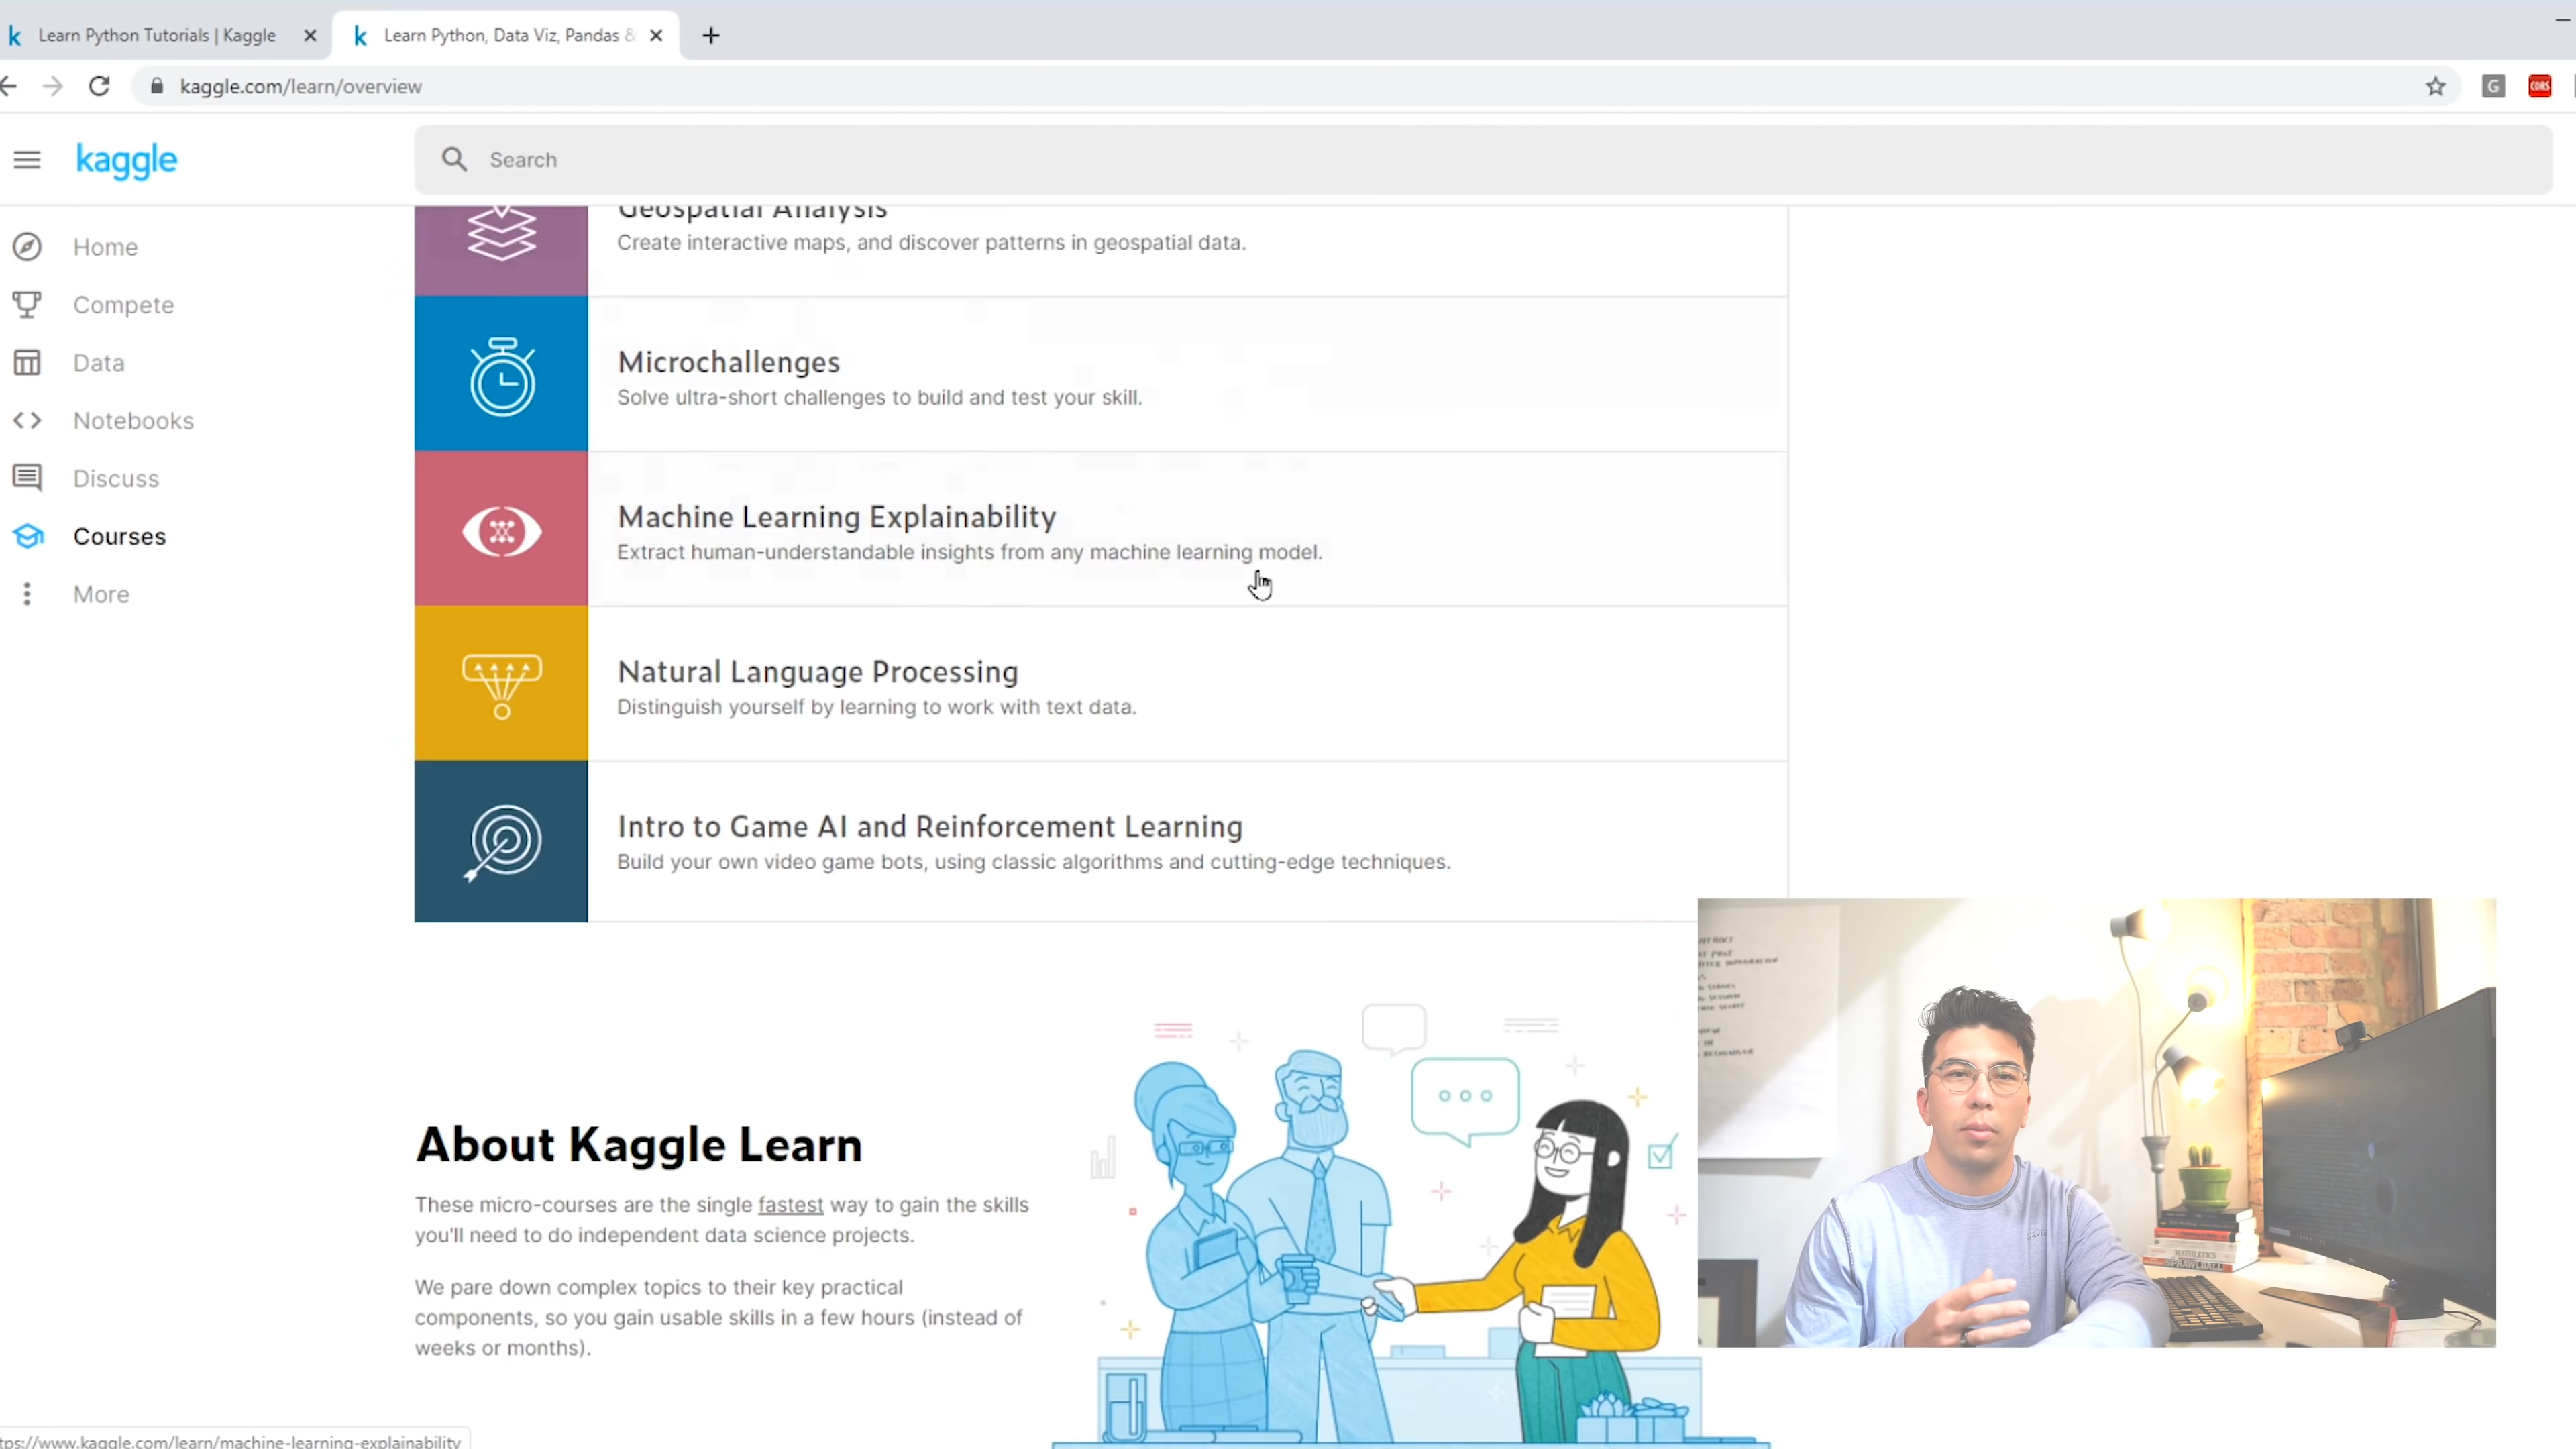 Learn Python Tutorials | Kaggle
Learn Python, Data Viz, Pandas &
kaggle.com/learn/overview
G
CORS
kaggle
Search
Home
Compete
Data
Notebooks
Discuss
Courses
More
Geospatial Analysis
Create interactive maps, and discover patterns in geospatial data.
Microchallenges
Solve ultra-short challenges to build and test your skill.
Machine Learning Explainability
Extract human-understandable insights from any machine learning model.
Natural Language Processing
Distinguish yourself by learning to work with text data.
Intro to Game AI and Reinforcement Learning
Build your own video game bots, using classic algorithms and cutting-edge techniques.
About Kaggle Learn
These micro-courses are the single fastest way to gain the skills
you'll need to do independent data science projects.
We pare down complex topics to their key practical
components, so you gain usable skills in a few hours (instead of
weeks or months).
MATHLETICS
SPRAWLBALL
tps://www.kaggle.com/learn/machine-learning-explainability